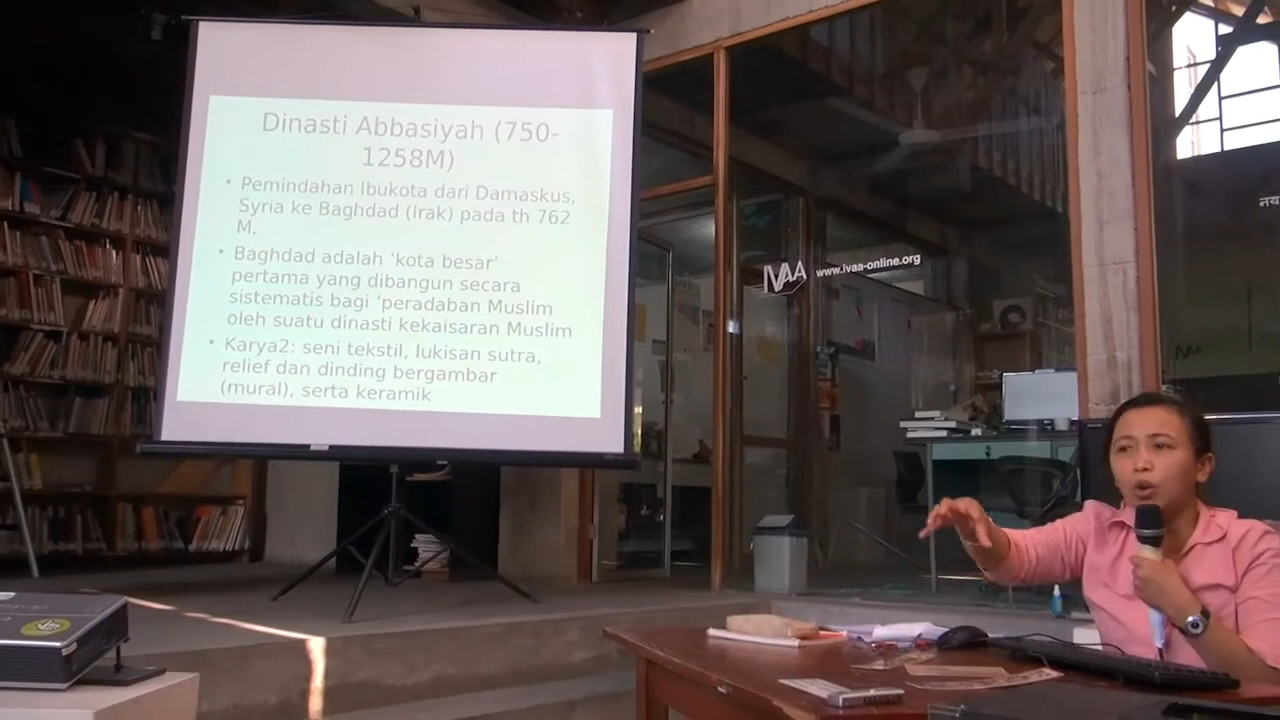 Dinasti Abbasiyah (750-
1258M)
• Pemindahan Ibukota dari Damaskus,
Syria ke Baghdad (Irak) pada th 762
M.
• Baghdad adalah ‘kota besar’
pertama yang dibangun secara
sistematis bagi ‘peradaban Muslim
oleh suatu dinasti kekaisaran Muslim
• Karya2: seni tekstil, lukisan sutra,
relief dan dinding bergambar
(mural), serta keramik
IVAA www.ivaa-online.org